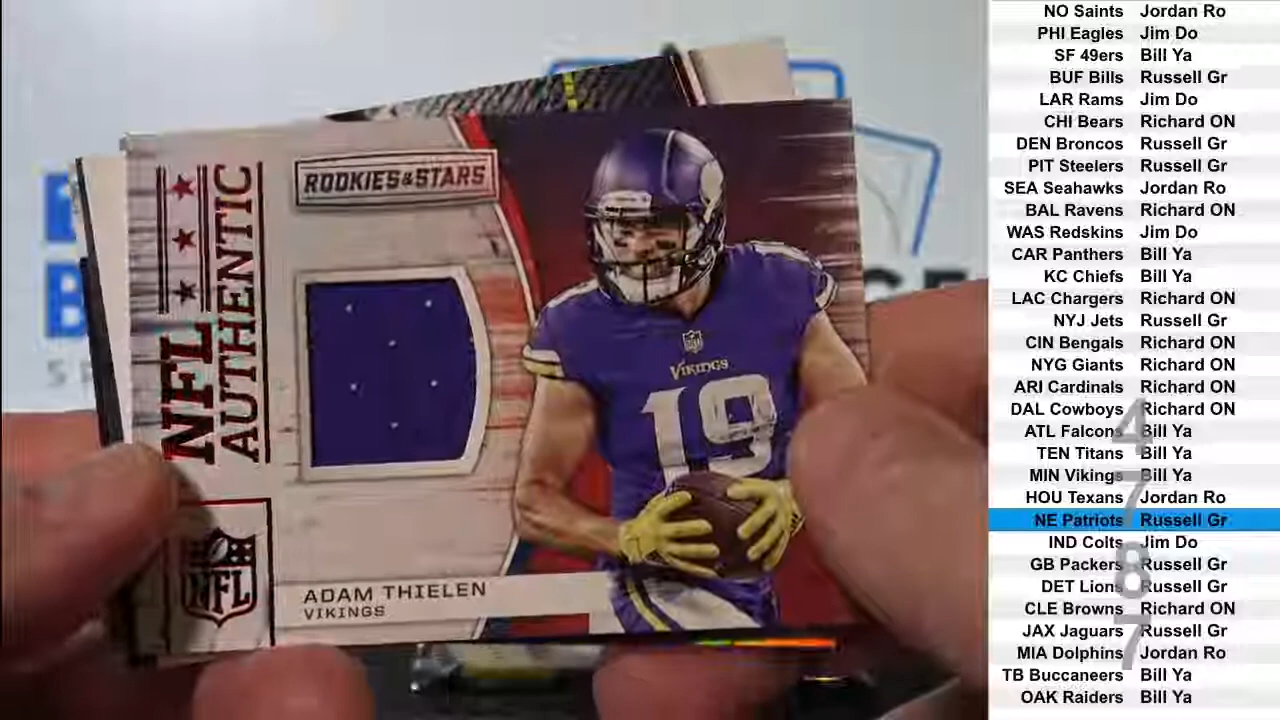 ROOKIES & STARS
NFL
AUTHENTIC
VIKINGS
19
19
NFL
ADAM THIELEN
VIKINGS
NO Saints Jordan Ro
PHI Eagles Jim Do
SF 49ers Bill Ya
BUF Bills Russell Gr
LAR Rams Jim Do
CHI Bears Richard ON
DEN Broncos Russell Gr
PIT Steelers Russell Gr
SEA Seahawks Jordan Ro
BAL Ravens Richard ON
WAS Redskins Jim Do
CAR Panthers Bill Ya
KC Chiefs Bill Ya
LAC Chargers Richard ON
NYJ Jets Russell Gr
CIN Bengals Richard ON
NYG Giants Richard ON
ARI Cardinals Richard ON
DAL Cowboys Richard ON
ATL Falcons Bill Ya
TEN Titans Bill Ya
MIN Vikings Bill Ya
HOU Texans Jordan Ro
NE Patriots Russell Gr
IND Colts Jim Do
GB Packers Russell Gr
DET Lions Russell Gr
CLE Browns Richard ON
JAX Jaguars Russell Gr
MIA Dolphins Jordan Ro
TB Buccaneers Bill Ya
OAK Raiders Bill Ya
4
7
8
7